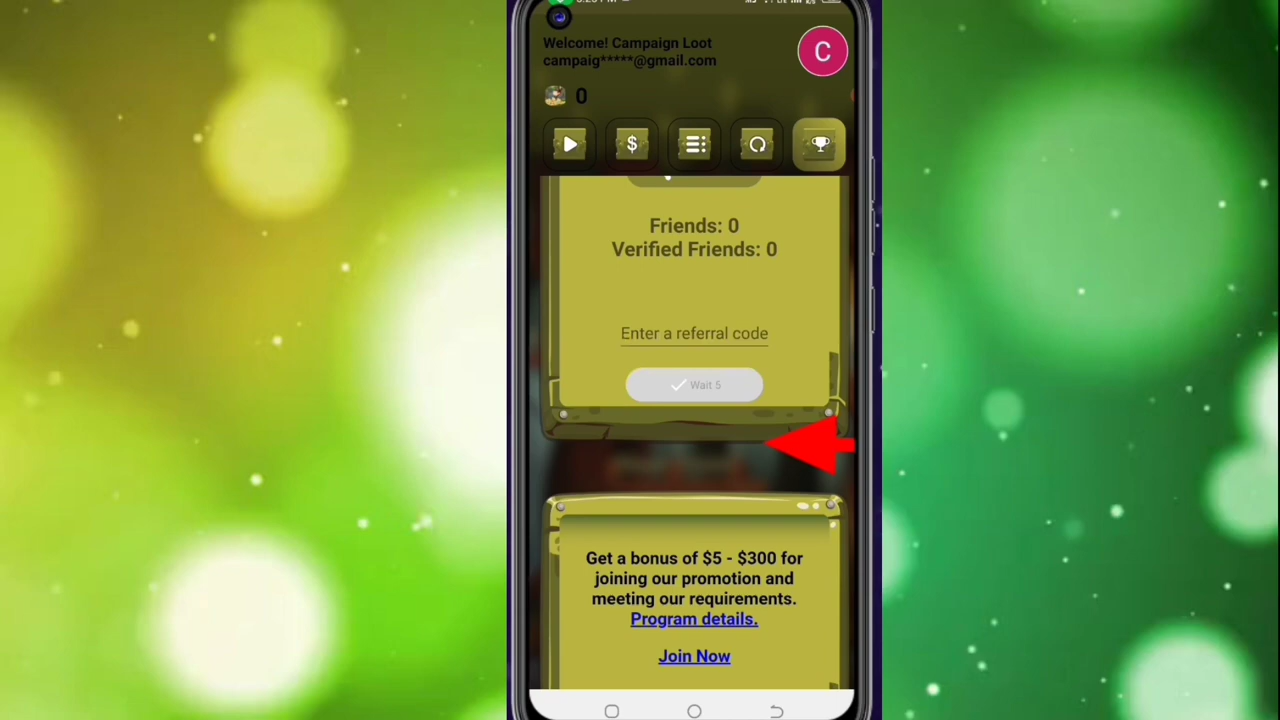 Welcome! Campaign Loot
campaig*****@gmail.com
C
0
$
Friends: 0
Verified Friends: 0
Enter a referral code
Wait 5
Get a bonus of $5 - $300 for
joining our promotion and
meeting our requirements.
Program details.
Join Now